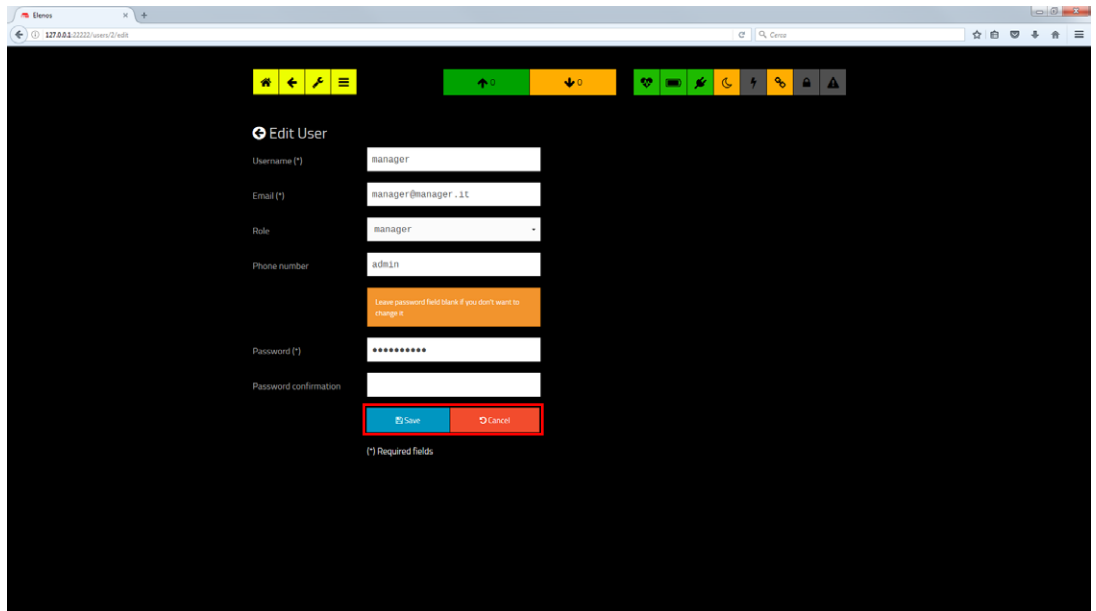 Elenos
127.0.0.1:22222/users/2/edit
Cerca
0
0
Edit User
Username (*)
manager
Email (*)
manager@manager.it
Role
manager
Phone number
admin
Leave password field blank if you don't want to
change it
Password (*)
Password confirmation
Save
Cancel
(*) Required fields